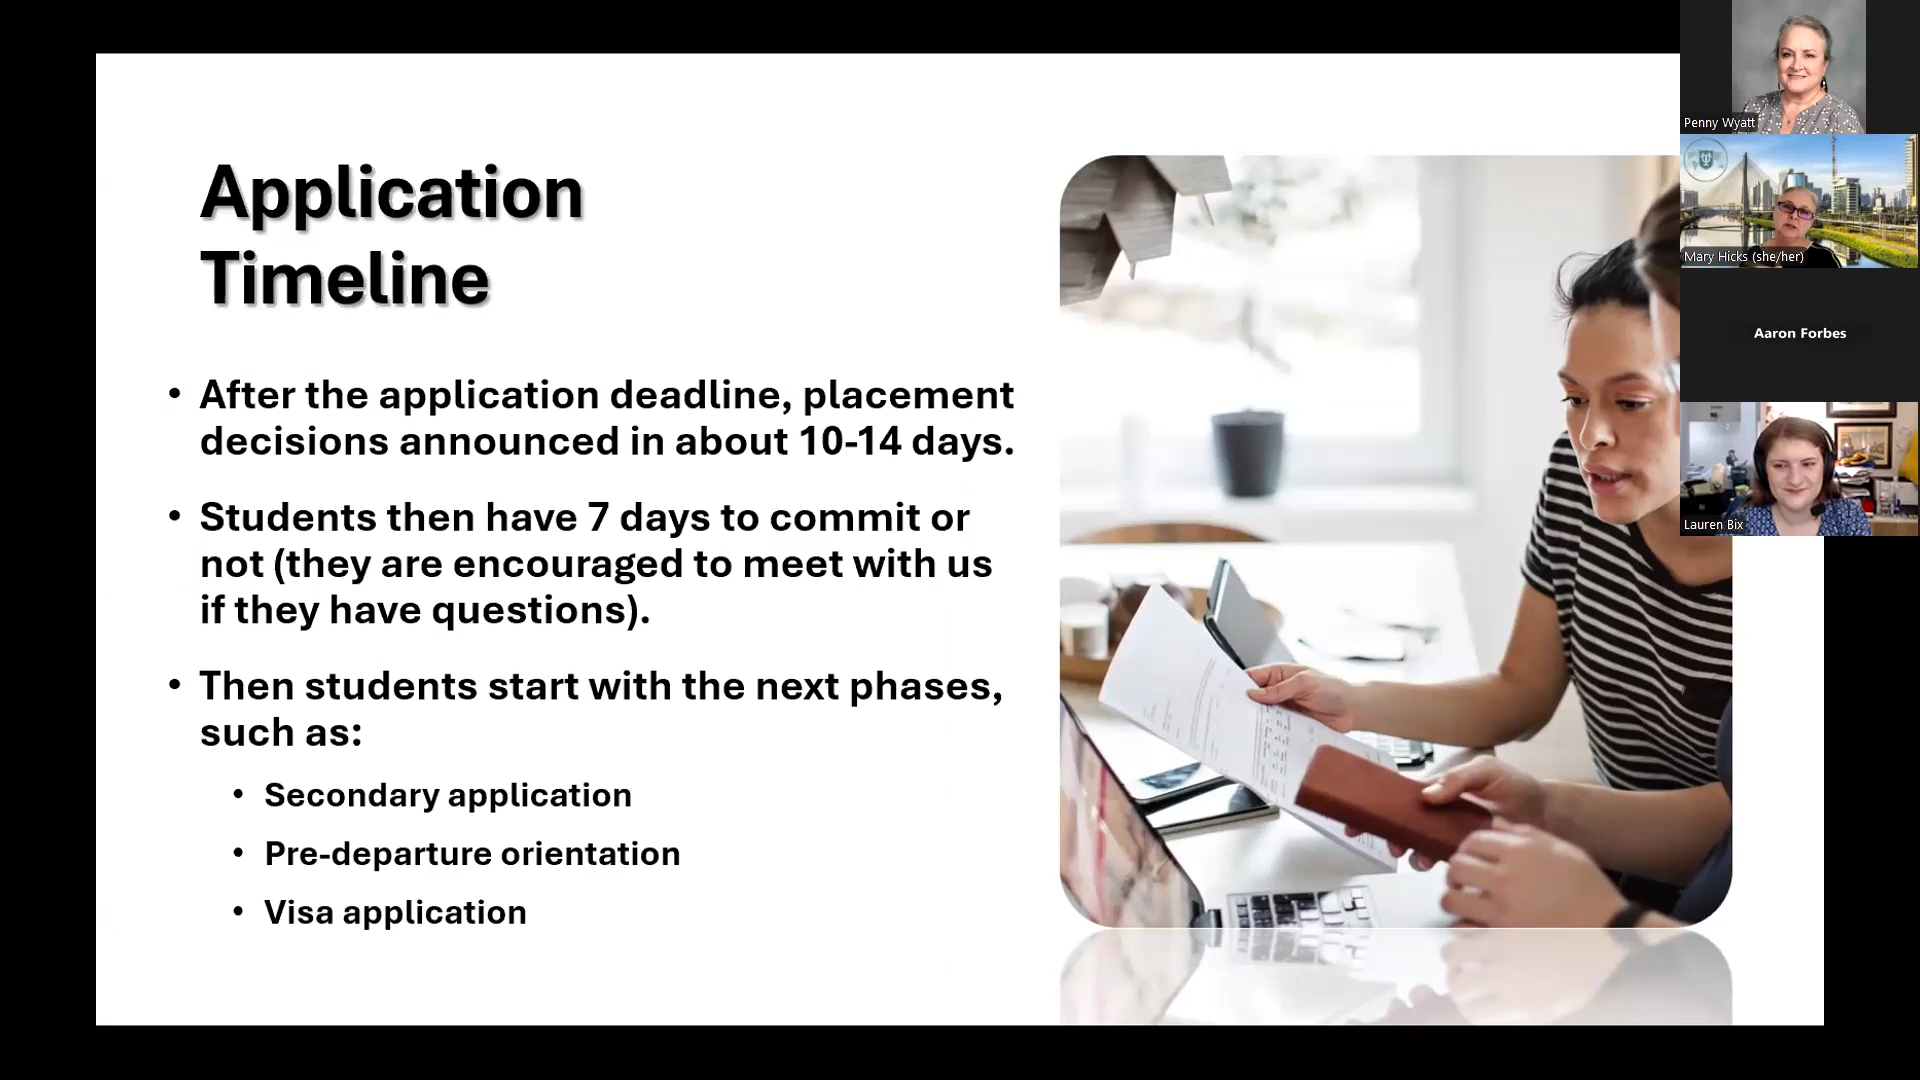 Application
Timeline
• After the application deadline, placement
decisions announced in about 10-14 days.
• Students then have 7 days to commit or
not (they are encouraged to meet with us
if they have questions).
• Then students start with the next phases,
such as:
• Secondary application
• Pre-departure orientation
• Visa application
Penny Wyatt
Mary Hicks (she/her)
Aaron Forbes
Lauren Bix